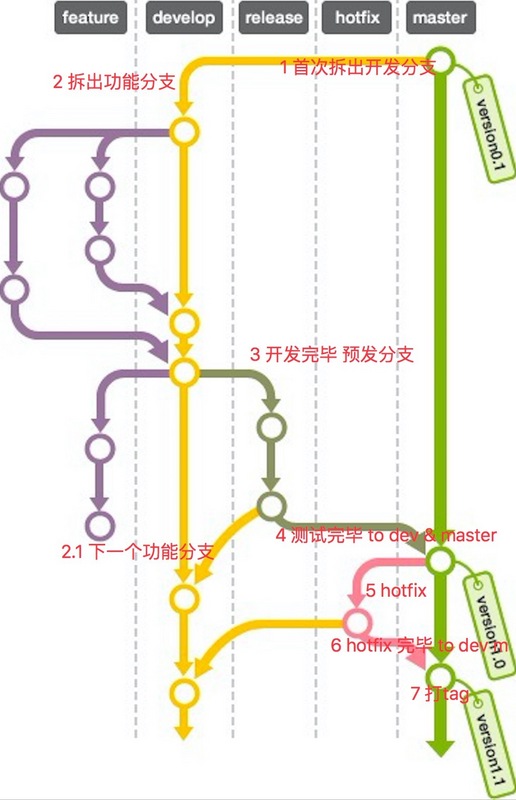 feature
develop
release
hotfix
master
1 首次拆出开发分支
2 拆出功能分支
version0.1
3 开发完毕 预发分支
4 测试完毕 to dev & master
2.1 下一个功能分支
5 hotfix
version1.0
6 hotfix 完毕 to dev m
7 打tag
version1.1